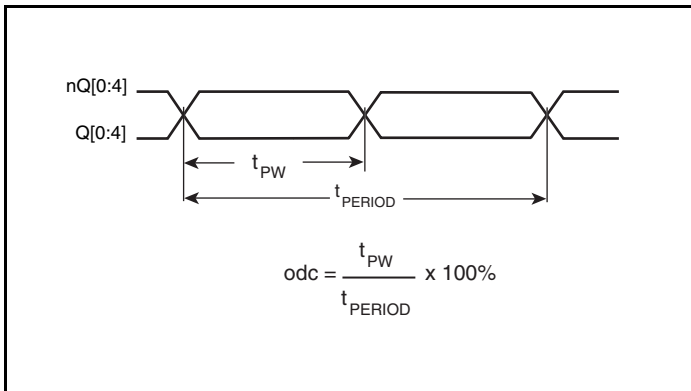 nQ[0:4]
Q[0:4]
tPW
tPERIOD
odc = tPW / tPERIOD x 100%